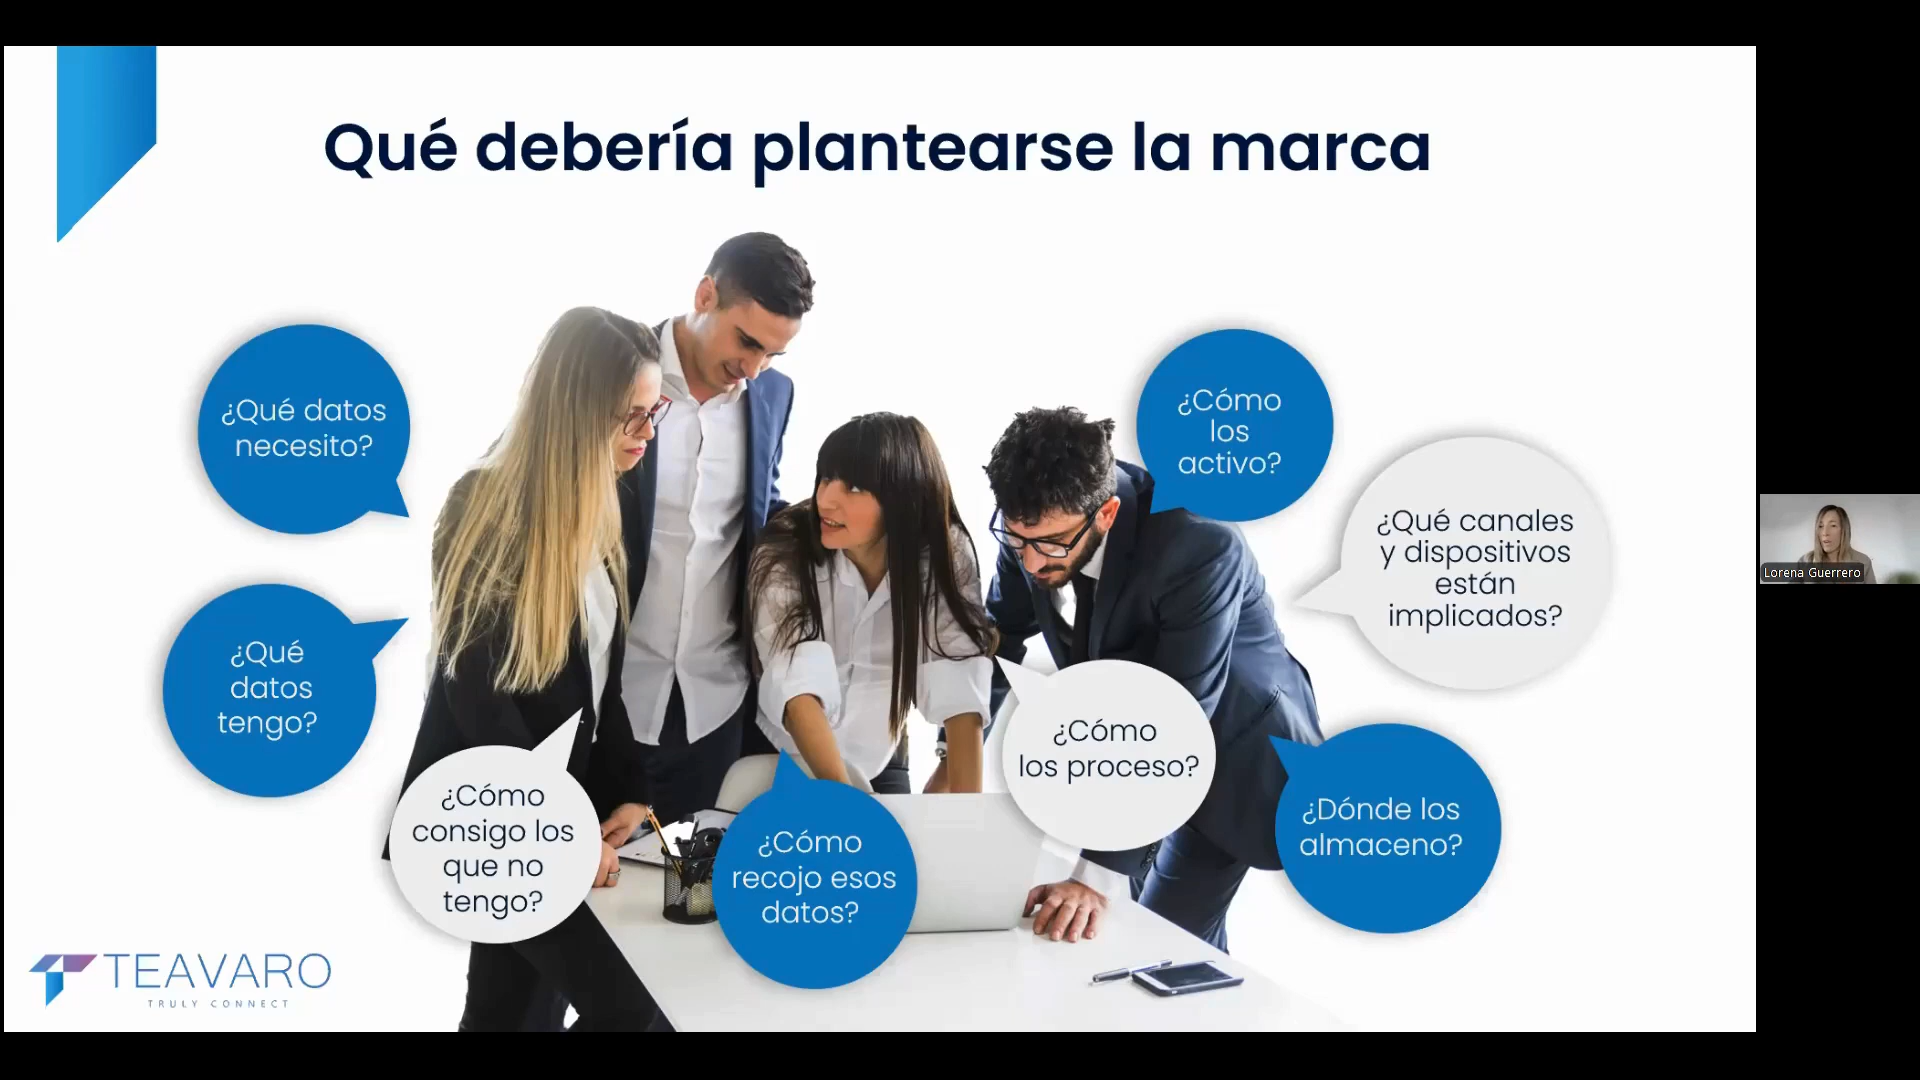 Qué debería plantearse la marca
¿Qué datos
necesito?
¿Qué
datos
tengo?
¿Cómo
consigo los
que no
tengo?
¿Cómo
recojo esos
datos?
¿Cómo
los proceso?
¿Cómo
los
activo?
¿Qué canales
y dispositivos
están
implicados?
¿Dónde los
almaceno?
TEAVARO
TRULY CONNECT
Lorena Guerrero